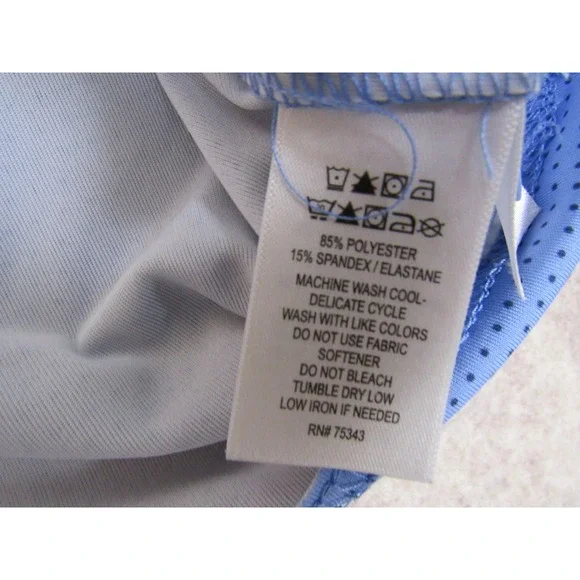 85% POLYESTER
15% SPANDEX / ELASTANE
MACHINE WASH COOL-
DELICATE CYCLE
WASH WITH LIKE COLORS
DO NOT USE FABRIC
SOFTENER
DO NOT BLEACH
TUMBLE DRY LOW
LOW IRON IF NEEDED
RN# 75343